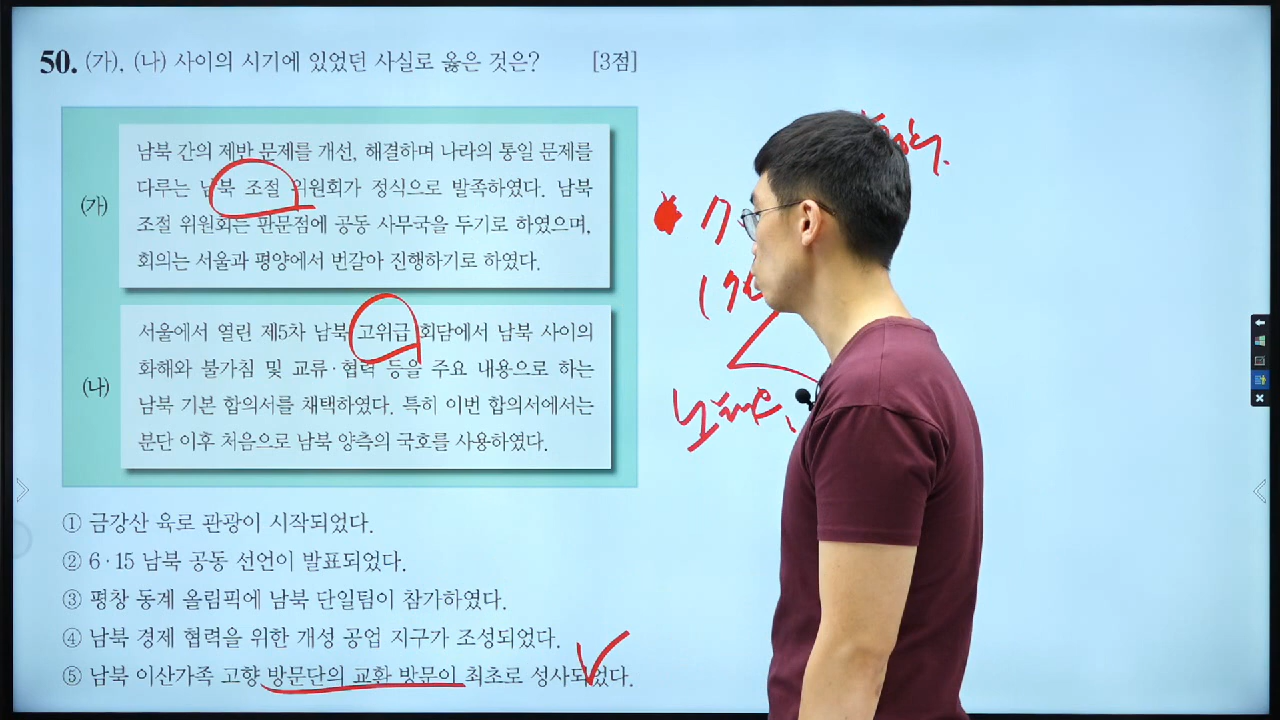 50. (가), (나) 사이의 시기에 있었던 사실로 옳은 것은? [3점]
(가)
남북 간의 제반 문제를 개선, 해결하며 나라의 통일 문제를
다루는 남북 조절 위원회가 정식으로 발족하였다. 남북
조절 위원회는 판문점에 공동 사무국을 두기로 하였으며,
회의는 서울과 평양에서 번갈아 진행하기로 하였다.
(나)
서울에서 열린 제5차 남북 고위급 회담에서 남북 사이의
화해와 불가침 및 교류·협력 등을 주요 내용으로 하는
남북 기본 합의서를 채택하였다. 특히 이번 합의서에서는
분단 이후 처음으로 남북 양측의 국호를 사용하였다.
① 금강산 육로 관광이 시작되었다.
② 6·15 남북 공동 선언이 발표되었다.
③ 평창 동계 올림픽에 남북 단일팀이 참가하였다.
④ 남북 경제 협력을 위한 개성 공업 지구가 조성되었다.
⑤ 남북 이산가족 고향 방문단의 교환 방문이 최초로 성사되었다.